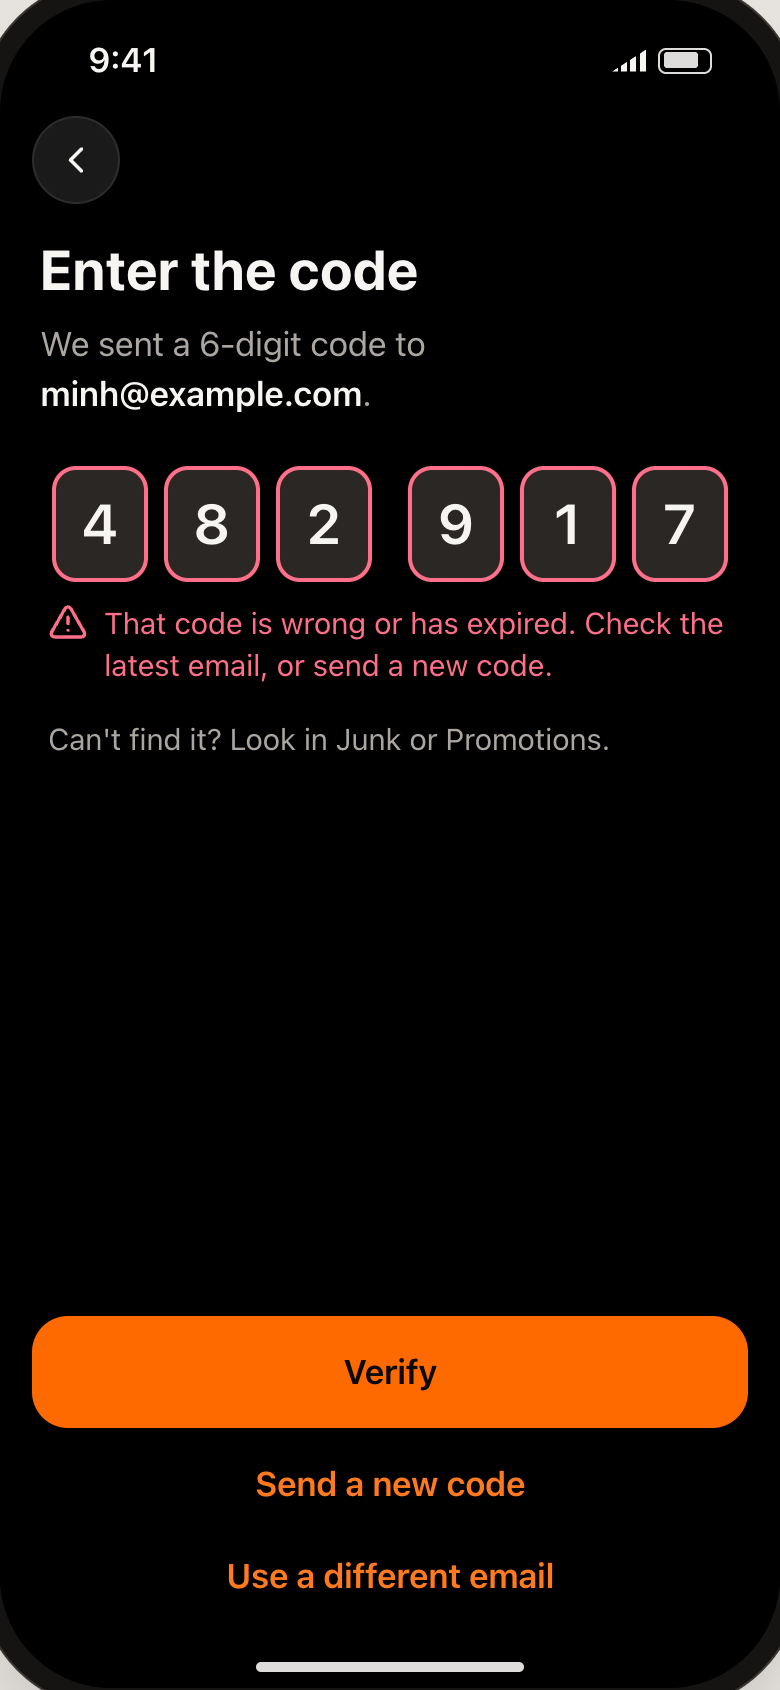 9:41
Enter the code
We sent a 6-digit code to
minh@example.com.
4 8 2 9 1 7
That code is wrong or has expired. Check the
latest email, or send a new code.
Can't find it? Look in Junk or Promotions.
Verify
Send a new code
Use a different email